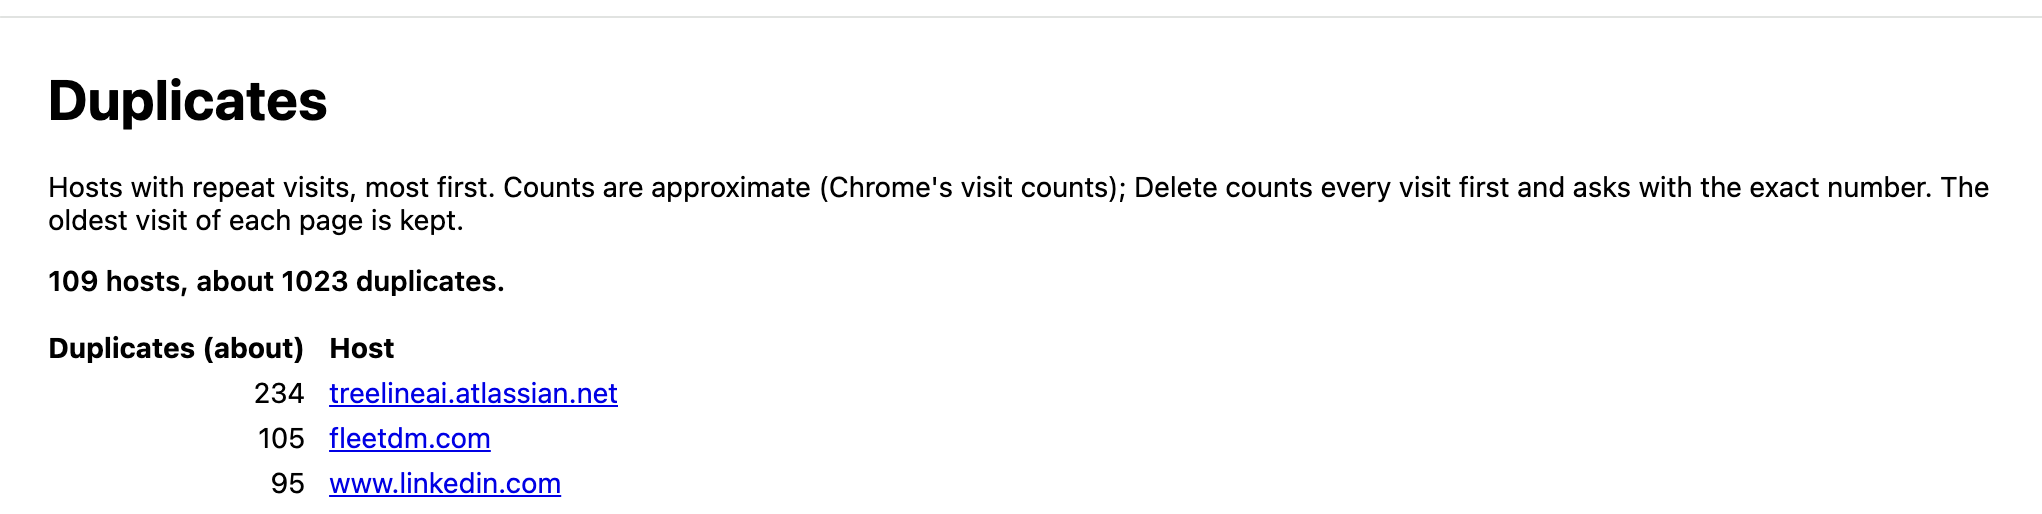 Duplicates
Hosts with repeat visits, most first. Counts are approximate (Chrome's visit counts); Delete counts every visit first and asks with the exact number. The
oldest visit of each page is kept.
109 hosts, about 1023 duplicates.
Duplicates (about) Host
234 treelineai.atlassian.net
105 fleetdm.com
95 www.linkedin.com